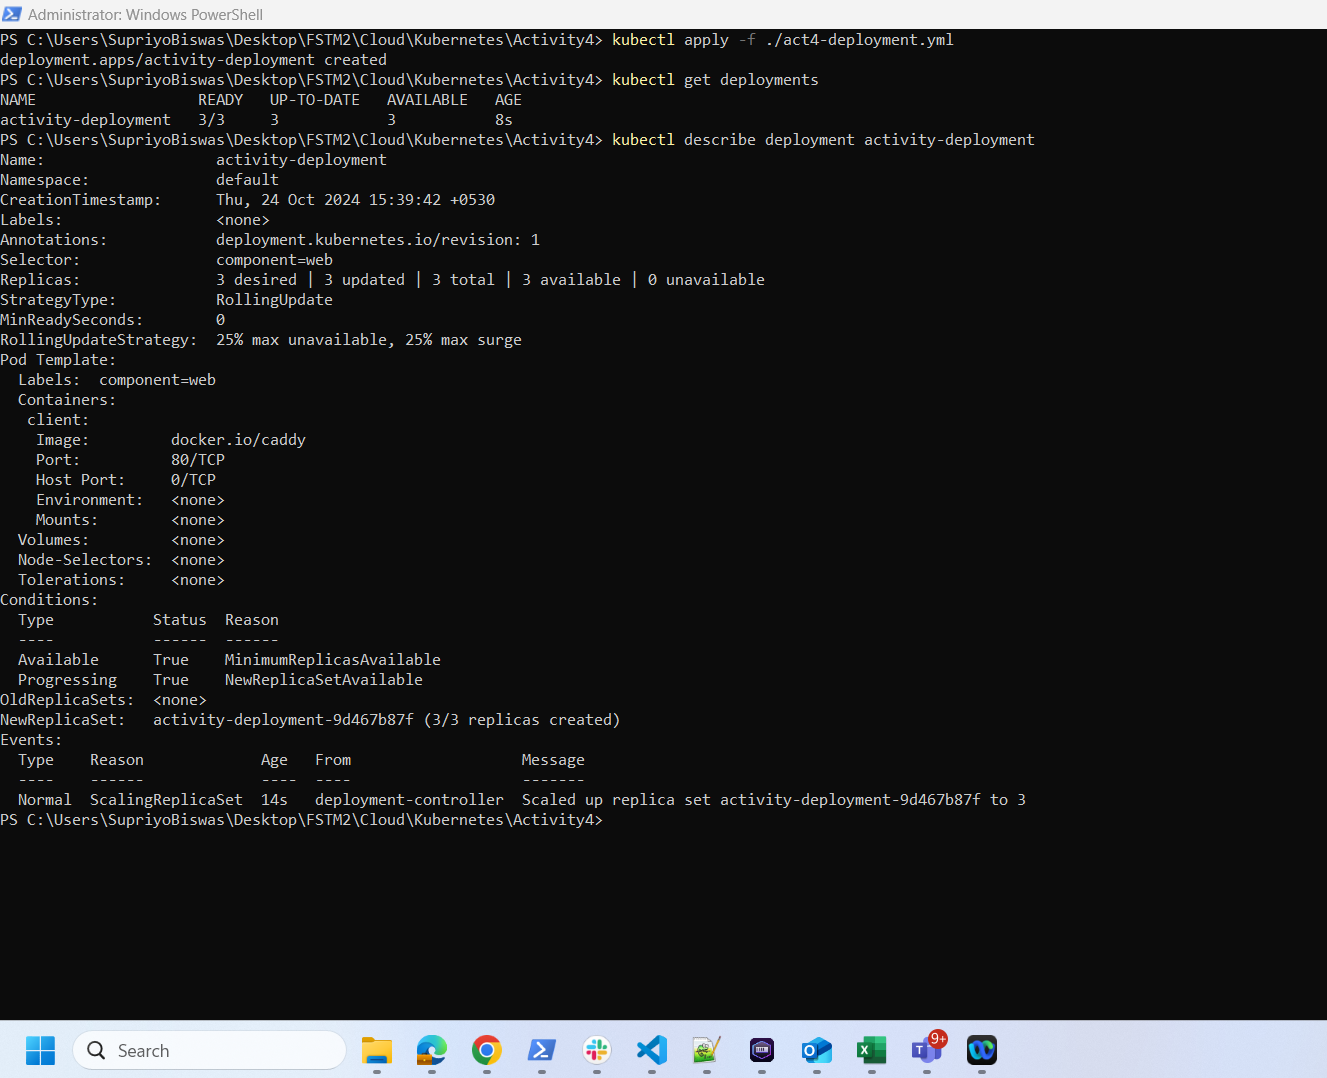 Administrator: Windows PowerShell
PS C:\Users\SupriyoBiswas\Desktop\FSTM2\Cloud\Kubernetes\Activity4> kubectl apply -f ./act4-deployment.yml
deployment.apps/activity-deployment created
PS C:\Users\SupriyoBiswas\Desktop\FSTM2\Cloud\Kubernetes\Activity4> kubectl get deployments
NAME                  READY   UP-TO-DATE   AVAILABLE   AGE
activity-deployment   3/3     3            3           8s
PS C:\Users\SupriyoBiswas\Desktop\FSTM2\Cloud\Kubernetes\Activity4> kubectl describe deployment activity-deployment
Name:                   activity-deployment
Namespace:              default
CreationTimestamp:      Thu, 24 Oct 2024 15:39:42 +0530
Labels:                 <none>
Annotations:            deployment.kubernetes.io/revision: 1
Selector:               component=web
Replicas:               3 desired | 3 updated | 3 total | 3 available | 0 unavailable
StrategyType:           RollingUpdate
MinReadySeconds:        0
RollingUpdateStrategy:  25% max unavailable, 25% max surge
Pod Template:
  Labels:  component=web
  Containers:
   client:
    Image:         docker.io/caddy
    Port:          80/TCP
    Host Port:     0/TCP
    Environment:   <none>
    Mounts:        <none>
  Volumes:         <none>
  Node-Selectors:  <none>
  Tolerations:     <none>
Conditions:
  Type           Status  Reason
  ----           ------  ------
  Available      True    MinimumReplicasAvailable
  Progressing    True    NewReplicaSetAvailable
OldReplicaSets:  <none>
NewReplicaSet:   activity-deployment-9d467b87f (3/3 replicas created)
Events:
  Type    Reason             Age   From                   Message
  ----    ------             ----  ----                   -------
  Normal  ScalingReplicaSet  14s   deployment-controller  Scaled up replica set activity-deployment-9d467b87f to 3
PS C:\Users\SupriyoBiswas\Desktop\FSTM2\Cloud\Kubernetes\Activity4>
Search
9+